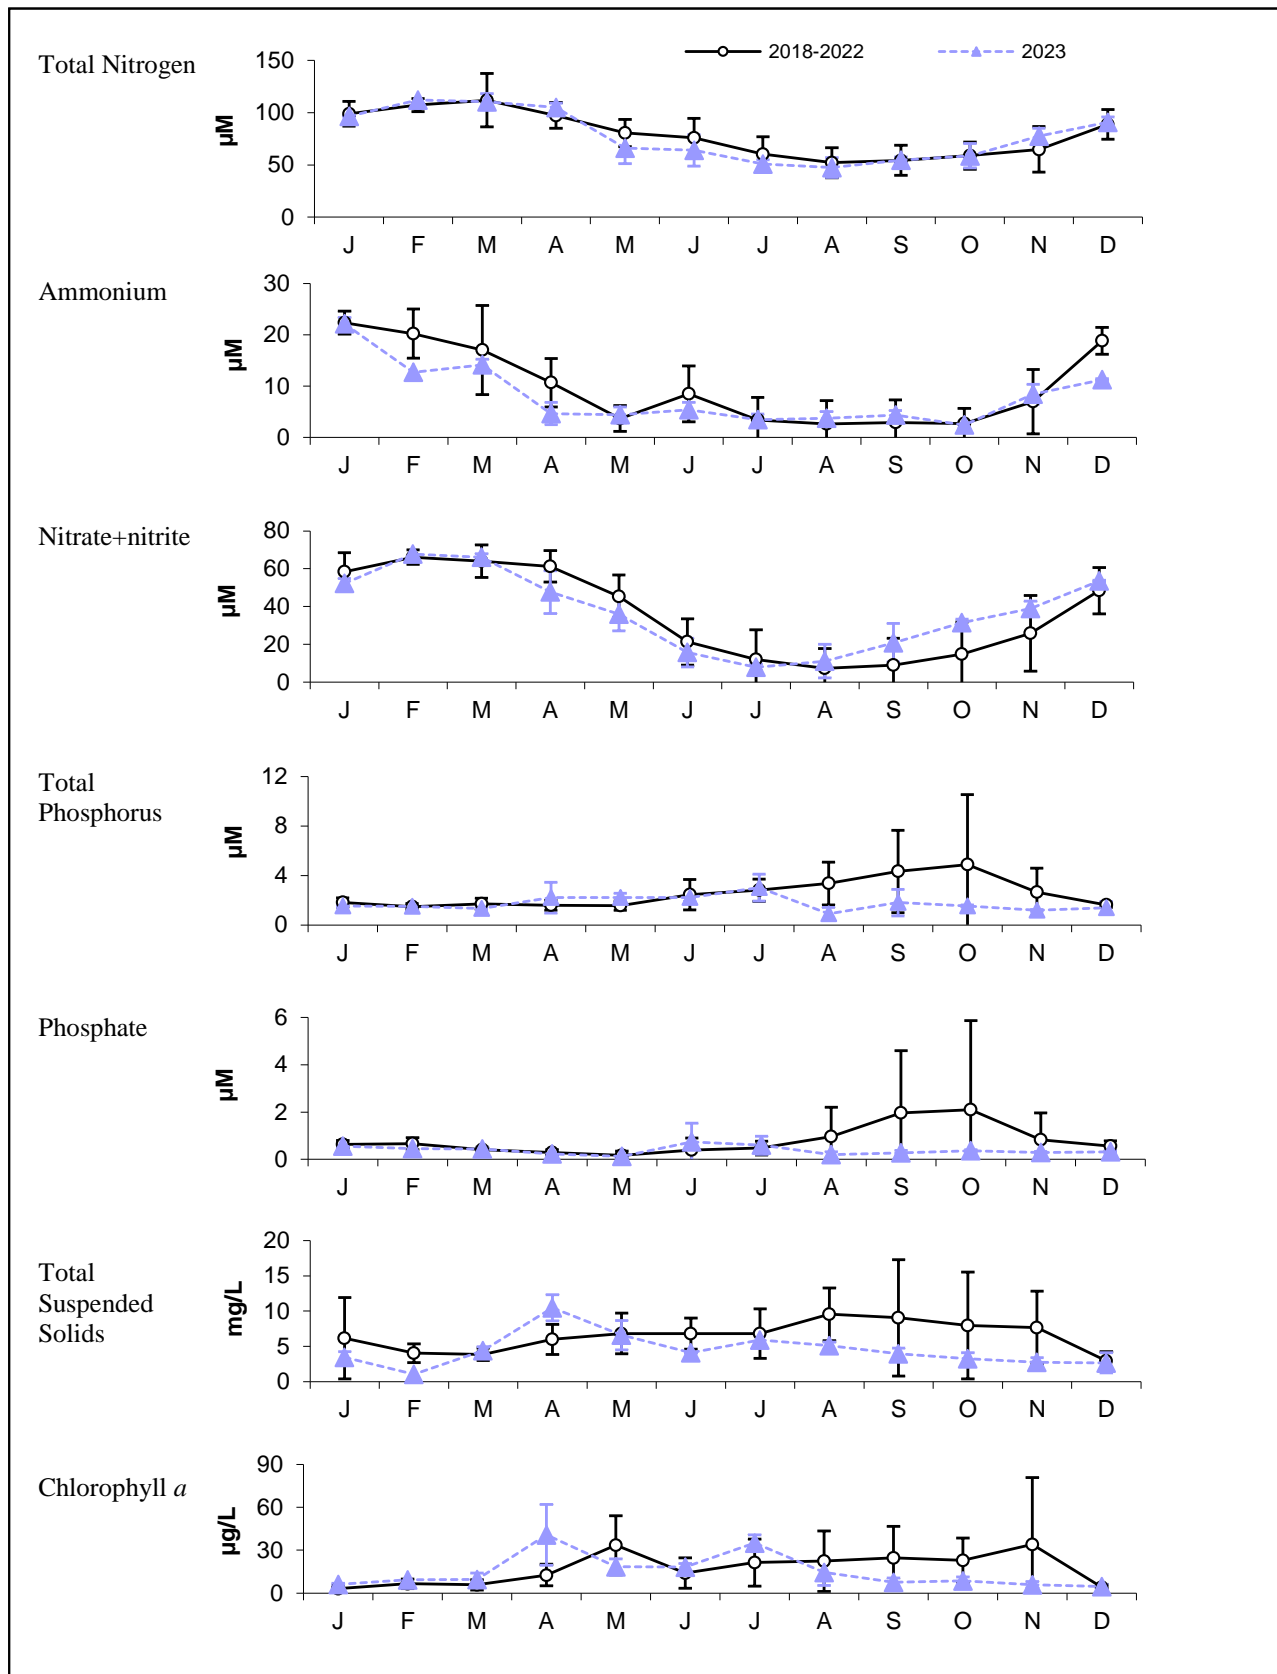 2018-2022 2023
Total Nitrogen
µM
150
100
50
0
J F M A M J J A S O N D
Ammonium
µM
30
20
10
0
J F M A M J J A S O N D
Nitrate+nitrite
µM
80
60
40
20
0
J F M A M J J A S O N D
Total
Phosphorus
µM
12
8
4
0
J F M A M J J A S O N D
Phosphate
µM
6
4
2
0
J F M A M J J A S O N D
Total
Suspended
Solids
mg/L
20
15
10
5
0
J F M A M J J A S O N D
Chlorophyll a
µg/L
90
60
30
0
J F M A M J J A S O N D